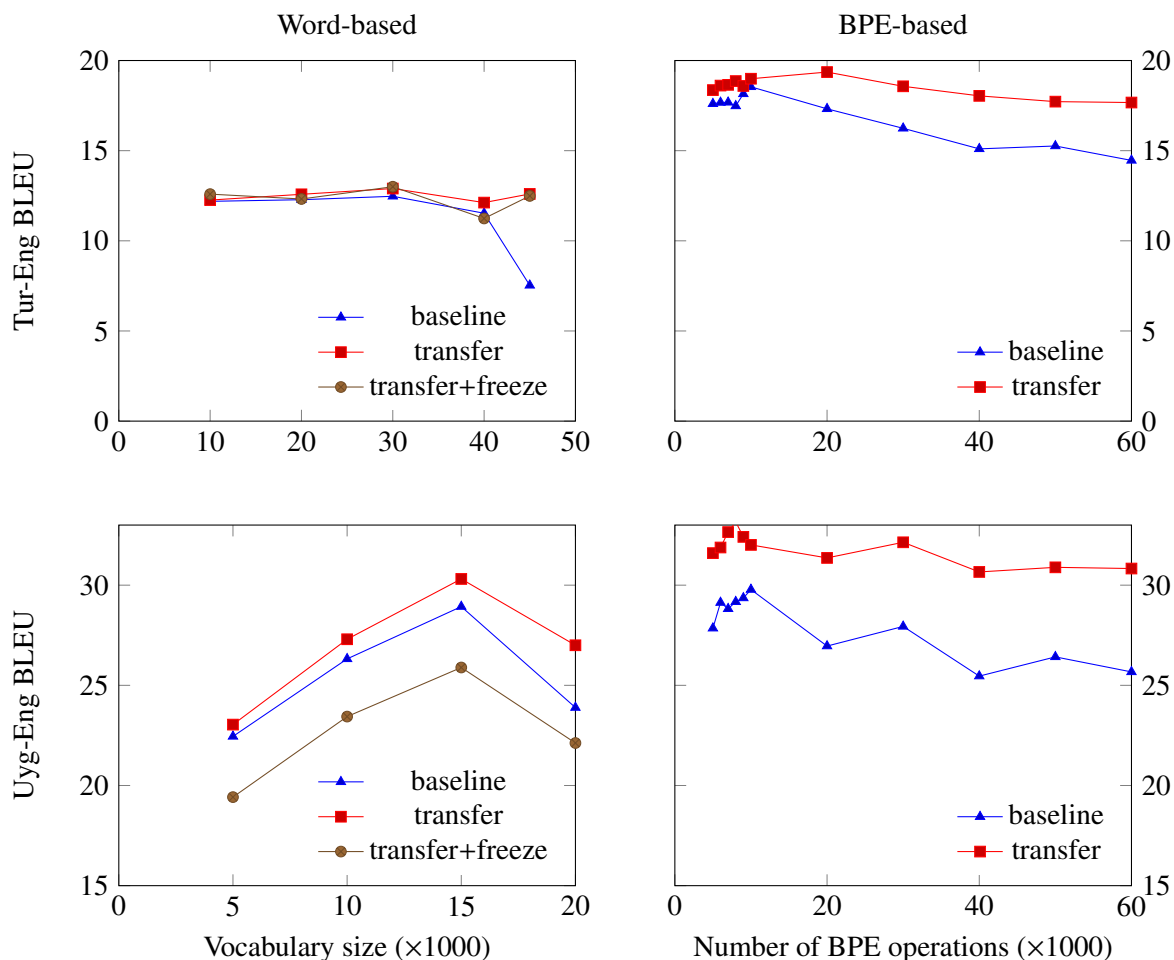 Word-based
BPE-based
Tur-Eng BLEU
20
15
10
5
0
baseline
transfer
transfer+freeze
0 10 20 30 40 50
20
15
10
5
0
baseline
transfer
0 20 40 60
Uyg-Eng BLEU
30
25
20
15
baseline
transfer
transfer+freeze
0 5 10 15 20
Vocabulary size (×1000)
30
25
20
15
baseline
transfer
0 20 40 60
Number of BPE operations (×1000)